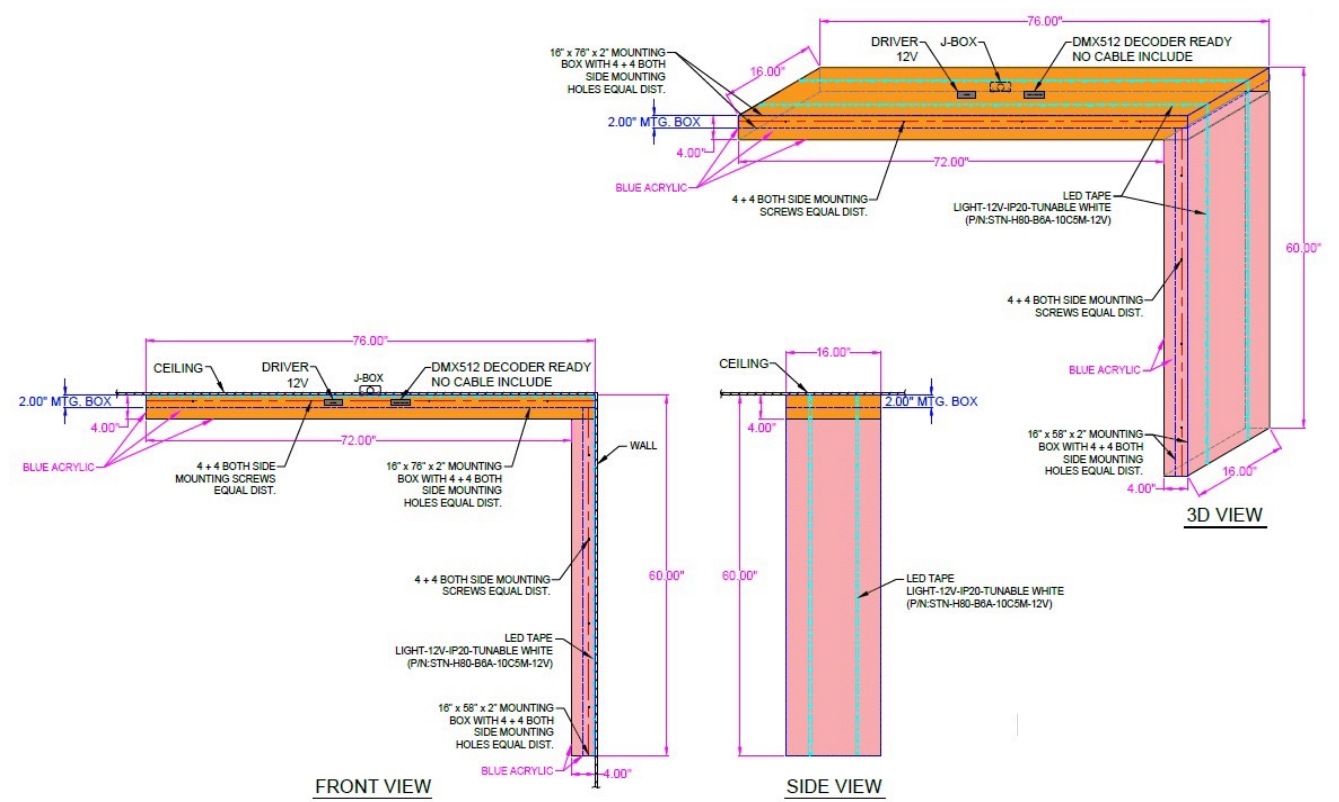 76.00"
DRIVER
12V
J-BOX
DMX512 DECODER READY
NO CABLE INCLUDE
16" x 76" x 2" MOUNTING
BOX WITH 4 + 4 BOTH
SIDE MOUNTING
HOLES EQUAL DIST.
16.00"
2.00" MTG. BOX
4.00"
72.00"
BLUE ACRYLIC
4 + 4 BOTH SIDE MOUNTING
SCREWS EQUAL DIST.
LED TAPE
LIGHT-12V-IP20-TUNABLE WHITE
(P/N:STN-H80-B6A-10C5M-12V)
60.00"
4 + 4 BOTH SIDE MOUNTING
SCREWS EQUAL DIST.
BLUE ACRYLIC
16" x 58" x 2" MOUNTING
BOX WITH 4 + 4 BOTH
SIDE MOUNTING
HOLES EQUAL DIST.
16.00"
4.00"
3D VIEW
76.00"
CEILING
DRIVER
12V
J-BOX
DMX512 DECODER READY
NO CABLE INCLUDE
2.00" MTG. BOX
4.00"
72.00"
BLUE ACRYLIC
4 + 4 BOTH SIDE
MOUNTING SCREWS
EQUAL DIST.
16" x 76" x 2" MOUNTING
BOX WITH 4 + 4 BOTH
SIDE MOUNTING
HOLES EQUAL DIST.
WALL
4 + 4 BOTH SIDE MOUNTING
SCREWS EQUAL DIST.
60.00"
LED TAPE
LIGHT-12V-IP20-TUNABLE WHITE
(P/N:STN-H80-B6A-10C5M-12V)
16" x 58" x 2" MOUNTING
BOX WITH 4 + 4 BOTH
SIDE MOUNTING
HOLES EQUAL DIST.
BLUE ACRYLIC
4.00"
FRONT VIEW
16.00"
CEILING
2.00" MTG. BOX
4.00"
60.00"
LED TAPE
LIGHT-12V-IP20-TUNABLE WHITE
(P/N:STN-H80-B6A-10C5M-12V)
SIDE VIEW